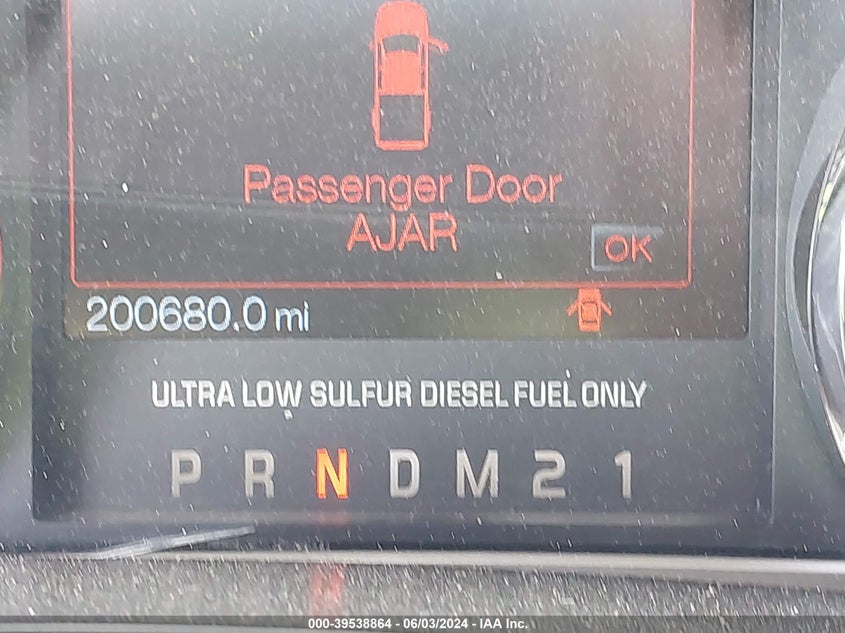 Passenger Door
AJAR
OK
200680.0 mi
ULTRA LOW SULFUR DIESEL FUEL ONLY
P R N D M 2 1
000-39538864 - 06/03/2024 - IAA Inc.